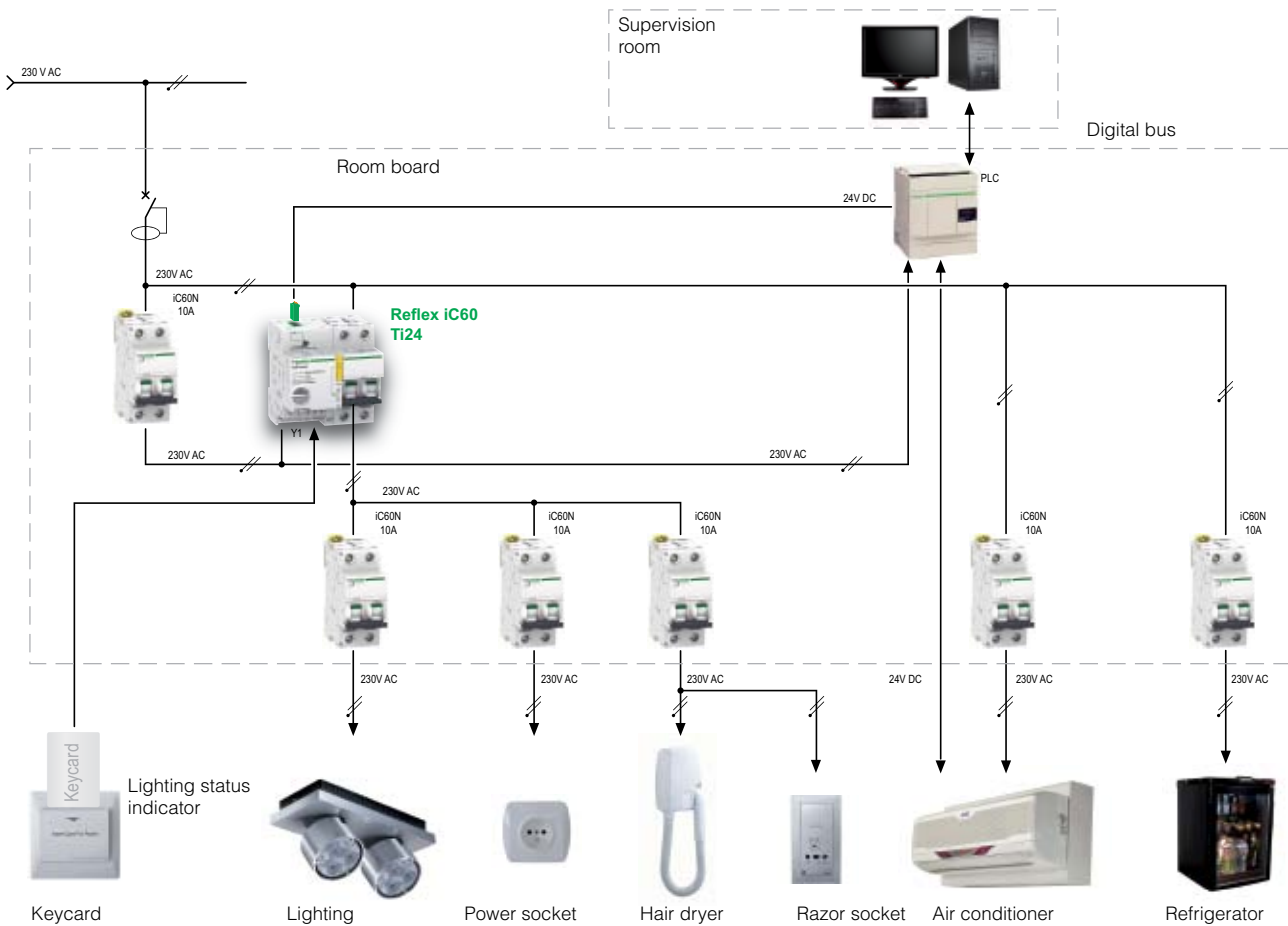 Supervision
room
230 V AC
Digital bus
Room board
PLC
24V DC
230V AC
iC60N
10A
Reflex iC60
Ti24
Y1
230V AC
230V AC
230V AC
iC60N
10A
iC60N
10A
iC60N
10A
iC60N
10A
iC60N
10A
230V AC
230V AC
230V AC
24V DC
230V AC
230V AC
Keycard
Lighting status
indicator
Keycard
Lighting
Power socket
Hair dryer
Razor socket
Air conditioner
Refrigerator